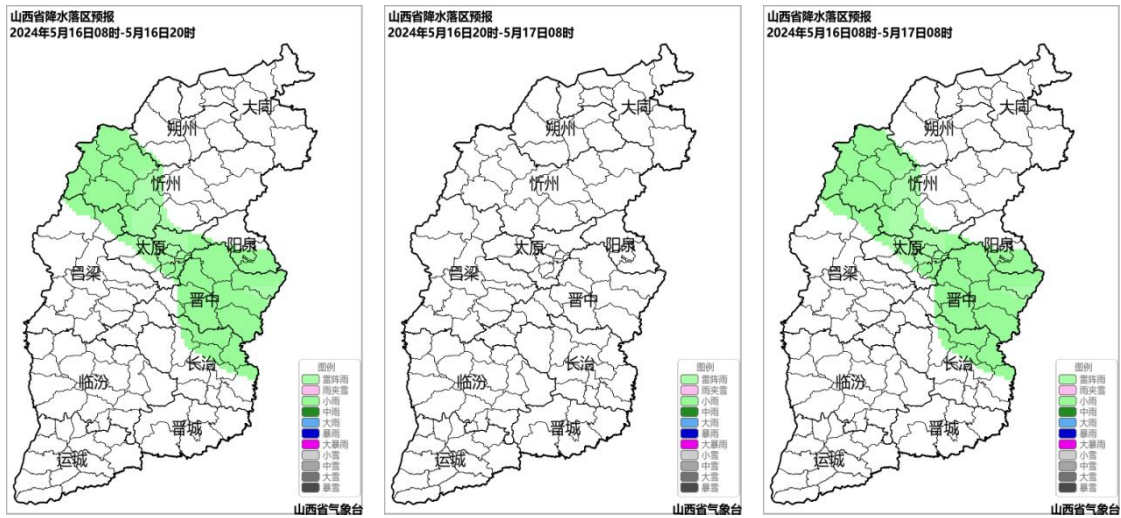 山西省降水落区预报
2024年5月16日08时-5月16日20时
大同
朔州
忻州
太原
阳泉
吕梁
晋中
长治
临汾
晋城
运城
图例
雷阵雨
雨夹雪
小雨
中雨
大雨
暴雨
大暴雨
小雪
中雪
大雪
暴雪
山西省气象台
山西省降水落区预报
2024年5月16日20时-5月17日08时
大同
朔州
忻州
太原
阳泉
吕梁
晋中
长治
临汾
晋城
运城
图例
雷阵雨
雨夹雪
小雨
中雨
大雨
暴雨
大暴雨
小雪
中雪
大雪
暴雪
山西省气象台
山西省降水落区预报
2024年5月16日08时-5月17日08时
大同
朔州
忻州
太原
阳泉
吕梁
晋中
长治
临汾
晋城
运城
图例
雷阵雨
雨夹雪
小雨
中雨
大雨
暴雨
大暴雨
小雪
中雪
大雪
暴雪
山西省气象台